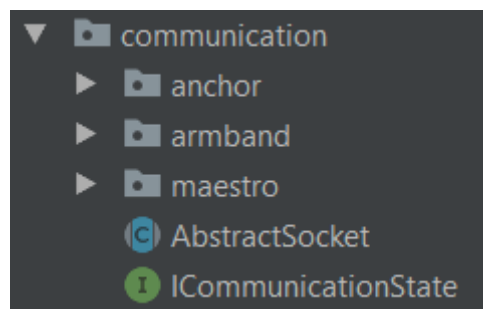 communication
anchor
armband
maestro
C AbstractSocket
I ICommunicationState